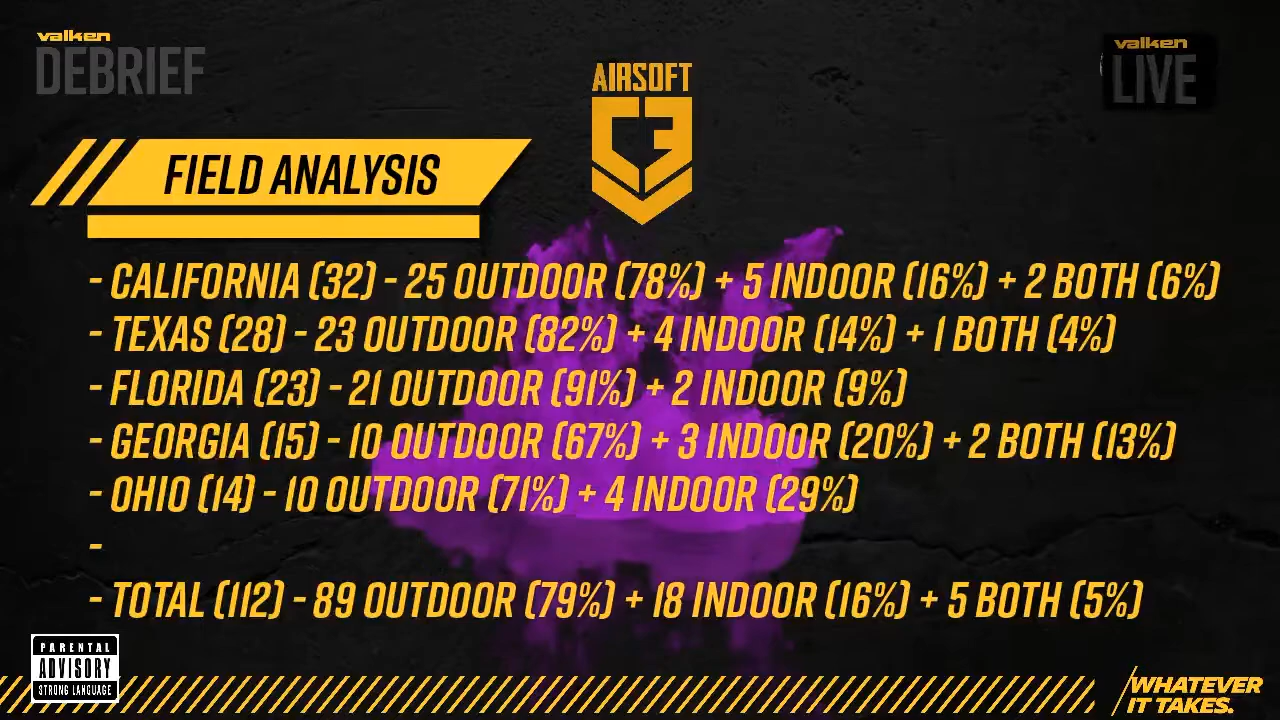 valken
DEBRIEF
valken
LIVE
AIRSOFT
C3
FIELD ANALYSIS
- CALIFORNIA (32) - 25 OUTDOOR (78%) + 5 INDOOR (16%) + 2 BOTH (6%)
- TEXAS (28) - 23 OUTDOOR (82%) + 4 INDOOR (14%) + 1 BOTH (4%)
- FLORIDA (23) - 21 OUTDOOR (91%) + 2 INDOOR (9%)
- GEORGIA (15) - 10 OUTDOOR (67%) + 3 INDOOR (20%) + 2 BOTH (13%)
- OHIO (14) - 10 OUTDOOR (71%) + 4 INDOOR (29%)
-
- TOTAL (112) - 89 OUTDOOR (79%) + 18 INDOOR (16%) + 5 BOTH (5%)
PARENTAL
ADVISORY
STRONG LANGUAGE
WHATEVER
IT TAKES.